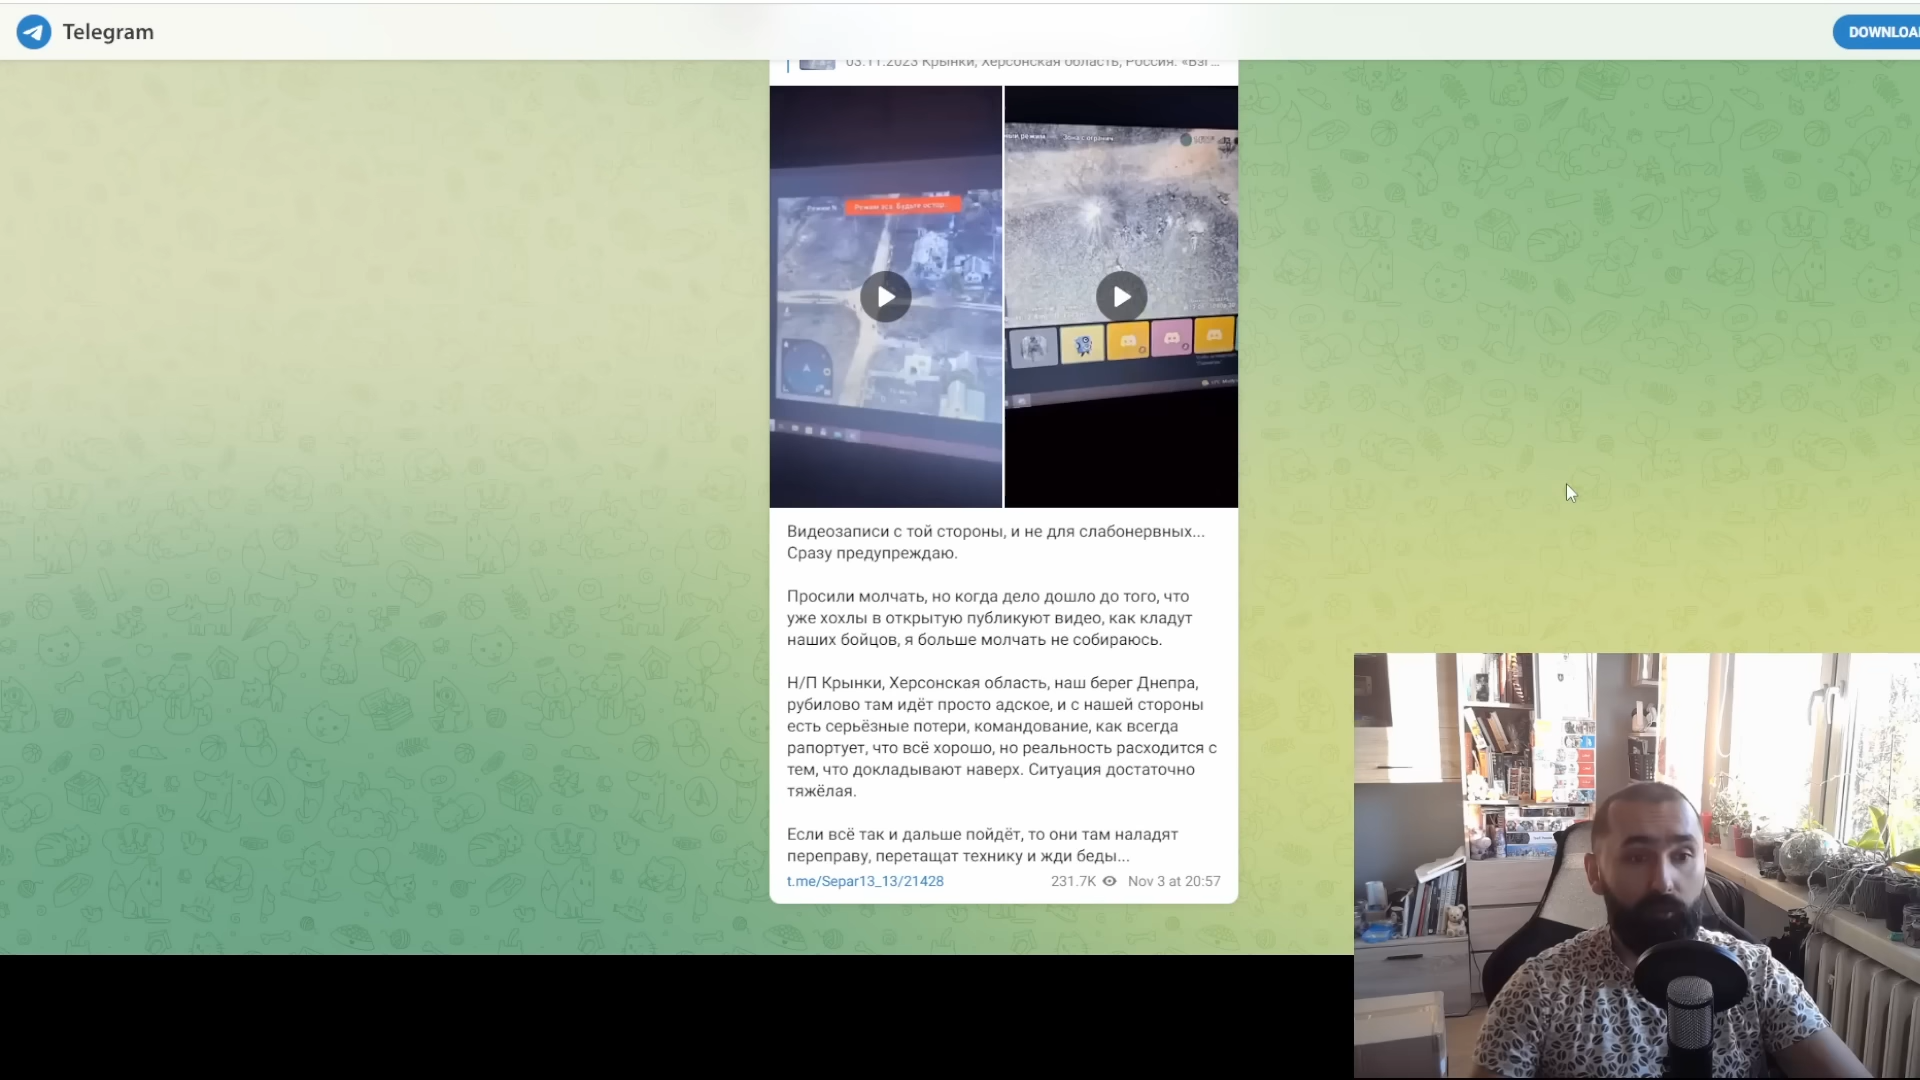 Telegram
DOWNLOA
03.11.2023 Крынки, Херсонская область, Россия. «Взг...
Видеозаписи с той стороны, и не для слабонервных...
Сразу предупреждаю.
Просили молчать, но когда дело дошло до того, что
уже хохлы в открытую публикуют видео, как кладут
наших бойцов, я больше молчать не собираюсь.
Н/П Крынки, Херсонская область, наш берег Днепра,
рубилово там идёт просто адское, и с нашей стороны
есть серьёзные потери, командование, как всегда
рапортует, что всё хорошо, но реальность расходится с
тем, что докладывают наверх. Ситуация достаточно
тяжёлая.
Если всё так и дальше пойдёт, то они там наладят
переправу, перетащат технику и жди беды...
t.me/Separ13_13/21428 231.7K Nov 3 at 20:57